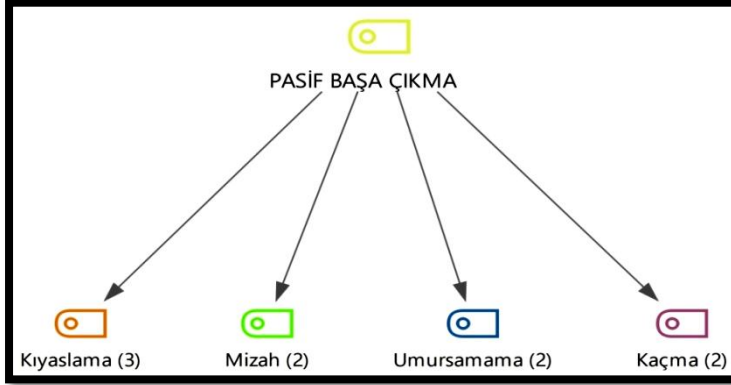 PASİF BAŞA ÇIKMA
Kıyaslama (3)
Mizah (2)
Umursamama (2)
Kaçma (2)